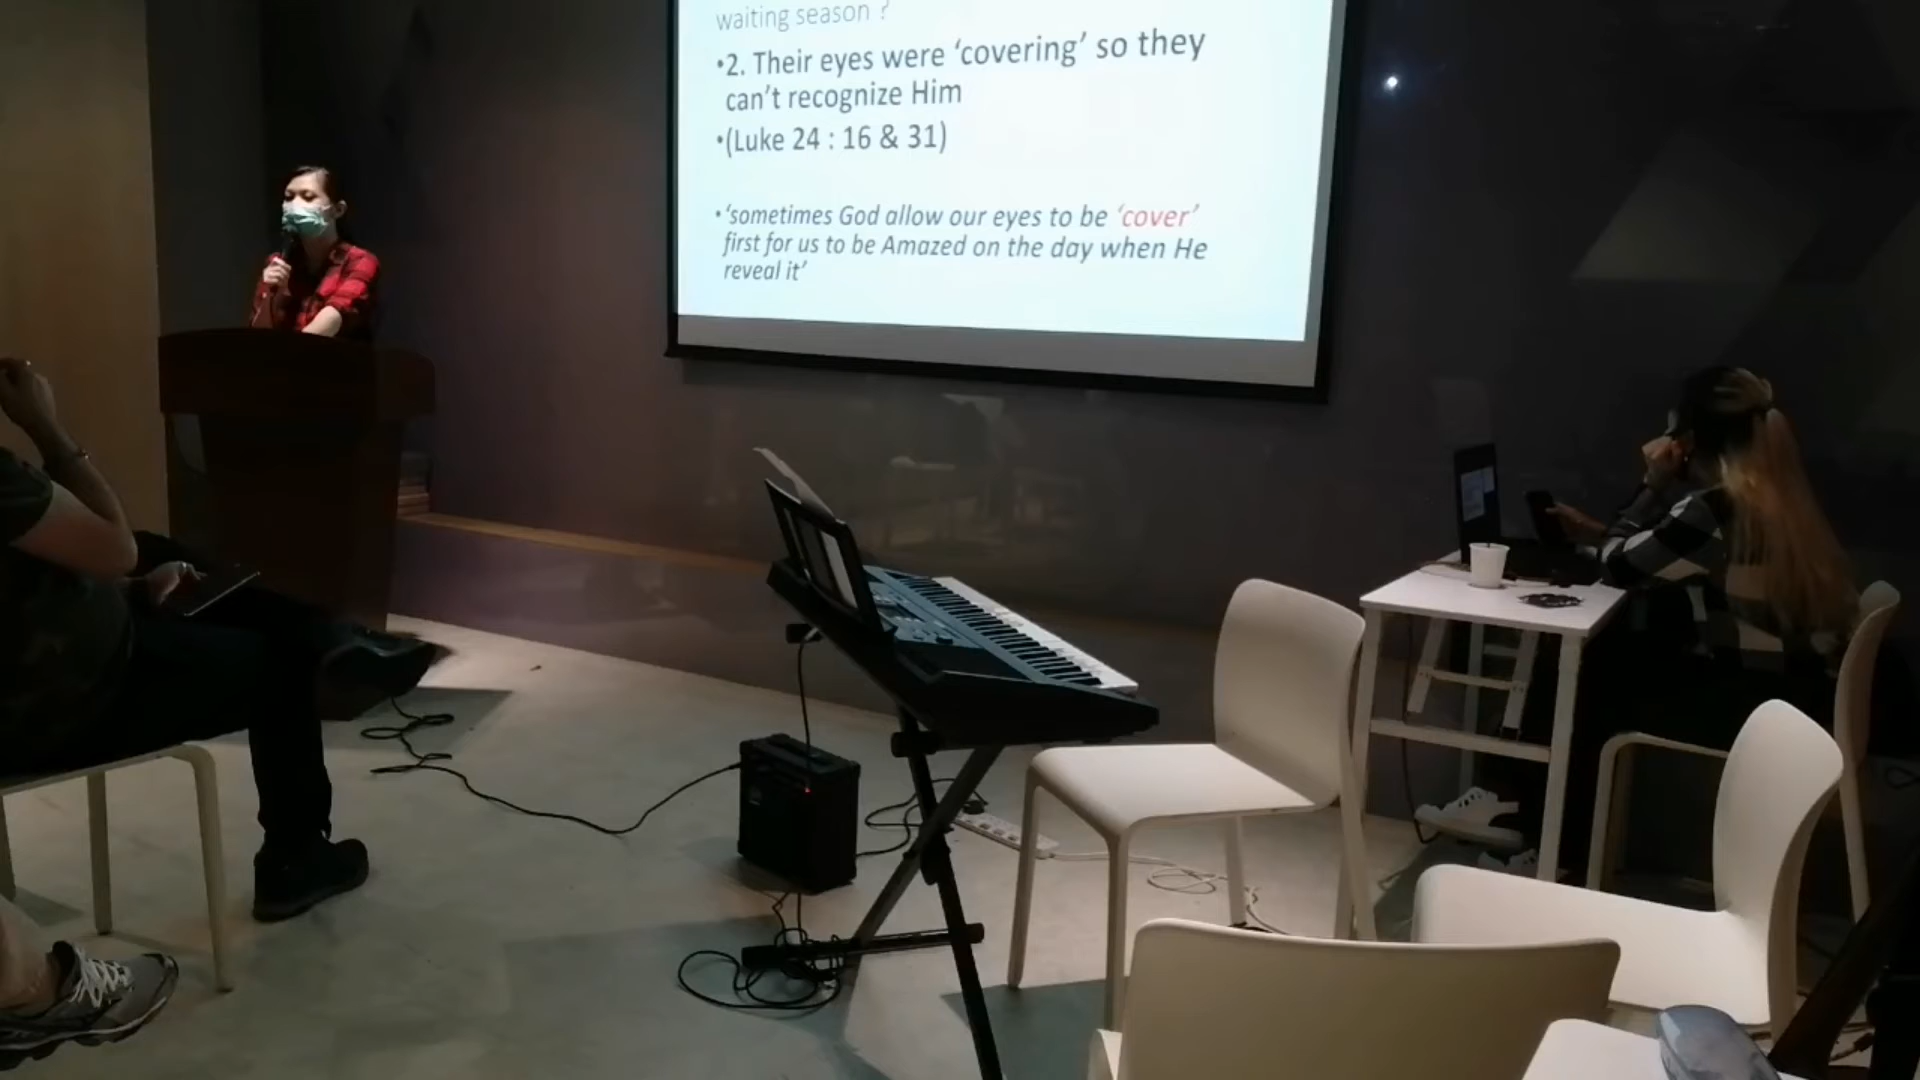 waiting season ?
•2. Their eyes were ‘covering’ so they
can’t recognize Him
•(Luke 24 : 16 & 31)
•‘sometimes God allow our eyes to be ‘cover’
first for us to be Amazed on the day when He
reveal it’